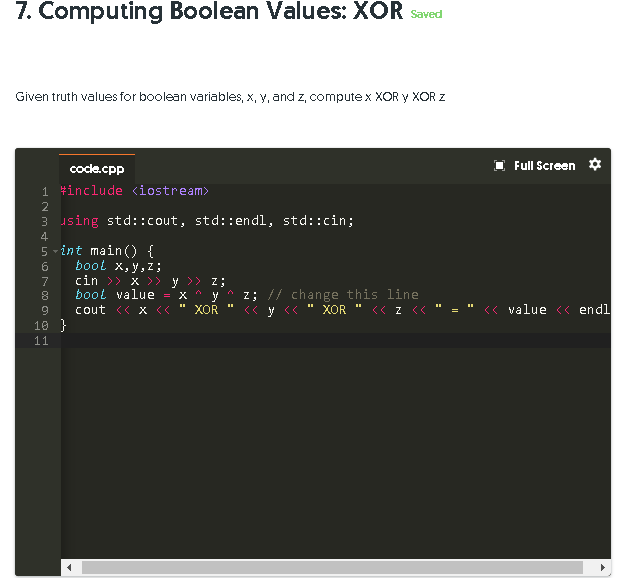 7. Computing Boolean Values: XOR Saved
Given truth values for boolean variables, x, y, and z, compute x XOR y XOR z
code.cpp Full Screen
1 #include <iostream>
2
3 using std::cout, std::endl, std::cin;
4
5 int main() {
6 bool x,y,z;
7 cin >> x >> y >> z;
8 bool value = x ^ y ^ z; // change this line
9 cout << x << " XOR " << y << " XOR " << z << " = " << value << endl
10 }
11